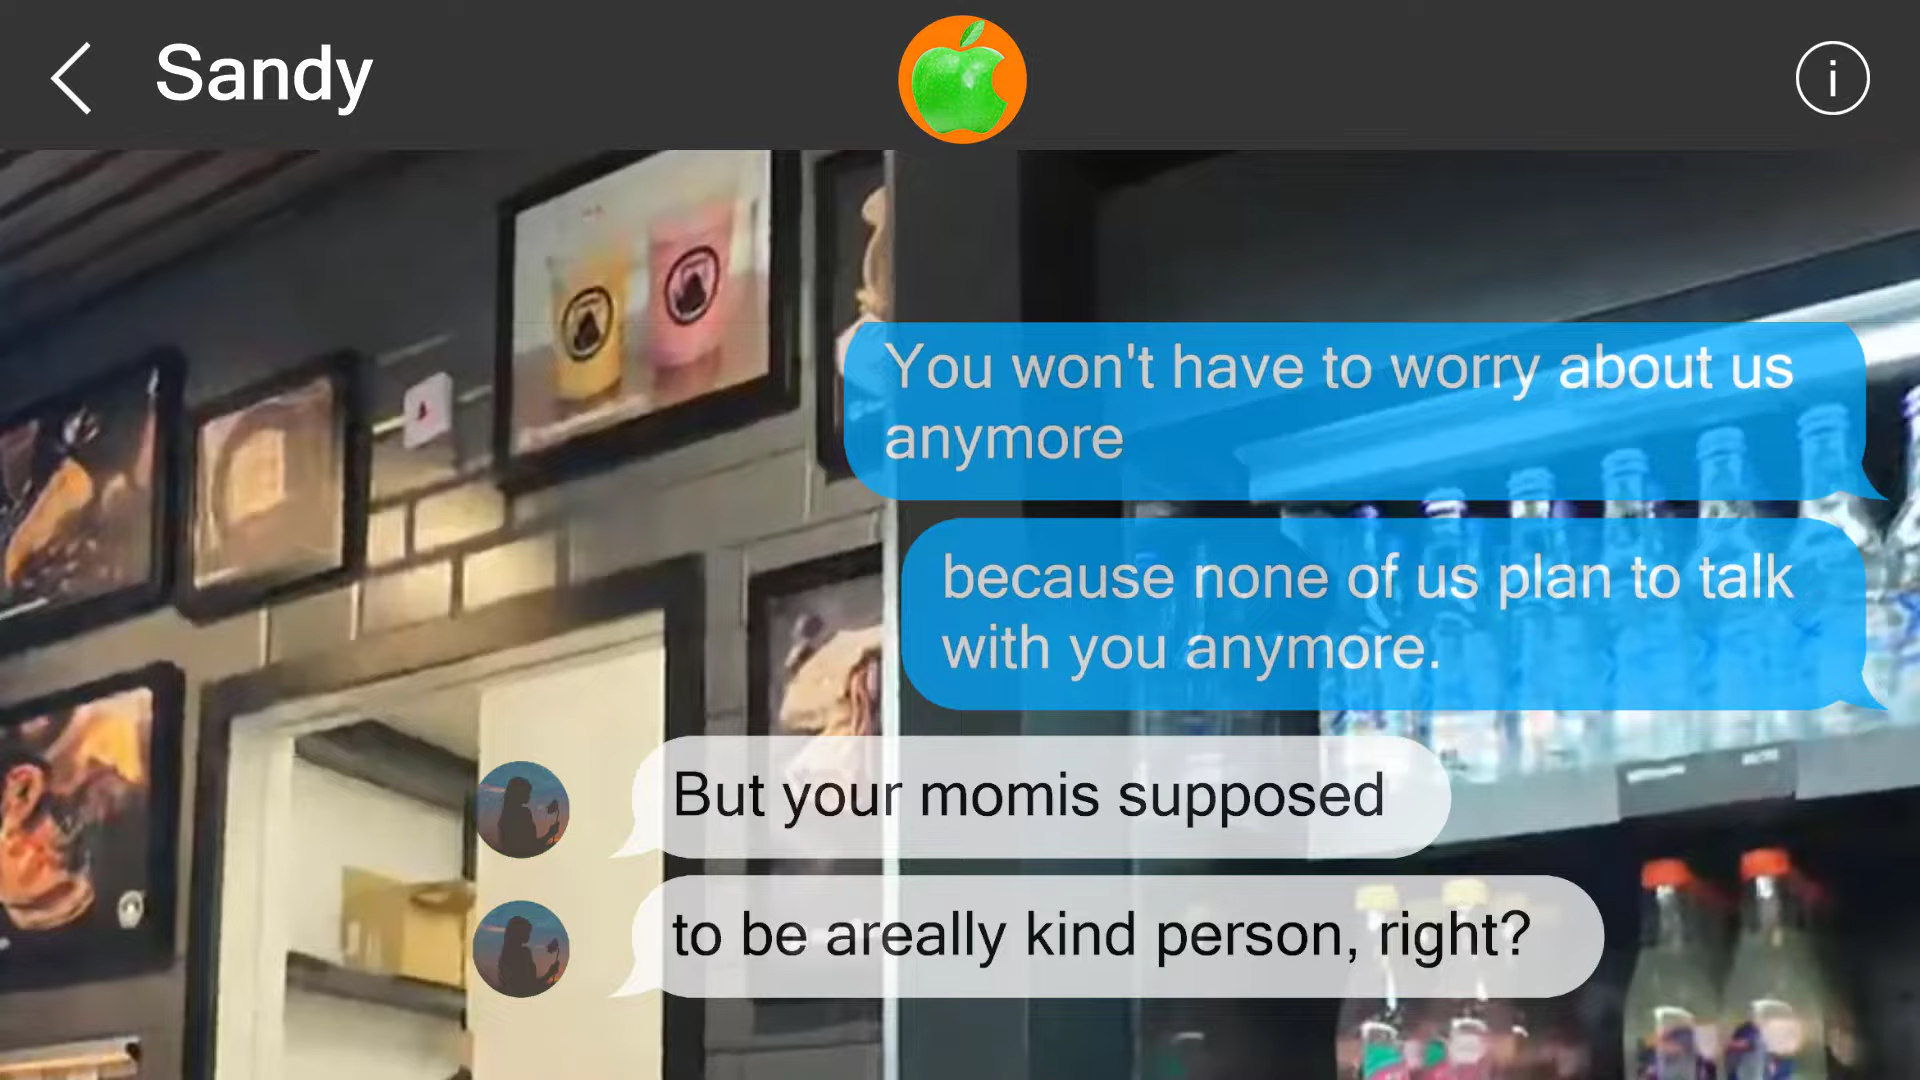 Sandy
You won't have to worry about us
anymore
because none of us plan to talk
with you anymore.
But your momis supposed
to be areally kind person, right?